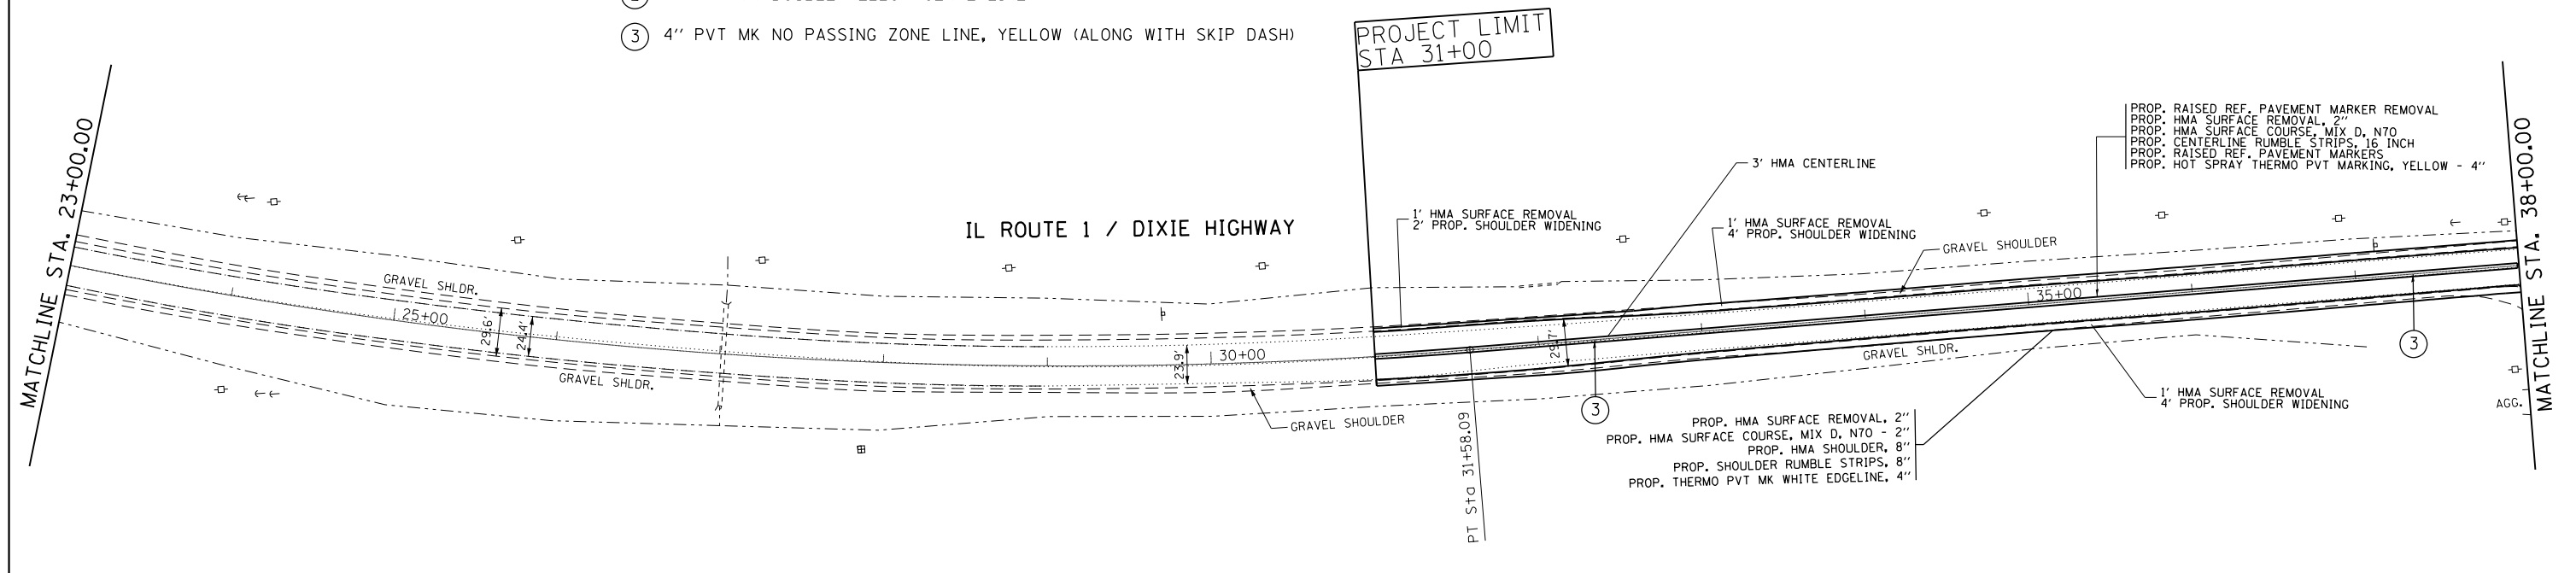 3 4" PVT MK NO PASSING ZONE LINE, YELLOW (ALONG WITH SKIP DASH)
PROJECT LIMIT
STA 31+00
MATCHLINE STA. 23+00.00
IL ROUTE 1 / DIXIE HIGHWAY
GRAVEL SHLDR.
25+00
29.6'
24.4'
GRAVEL SHLDR.
23.9'
30+00
GRAVEL SHOULDER
1' HMA SURFACE REMOVAL
2' PROP. SHOULDER WIDENING
3' HMA CENTERLINE
1' HMA SURFACE REMOVAL
4' PROP. SHOULDER WIDENING
GRAVEL SHOULDER
PROP. RAISED REF. PAVEMENT MARKER REMOVAL
PROP. HMA SURFACE REMOVAL, 2"
PROP. HMA SURFACE COURSE, MIX D, N70
PROP. CENTERLINE RUMBLE STRIPS, 16 INCH
PROP. RAISED REF. PAVEMENT MARKERS
PROP. HOT SPRAY THERMO PVT MARKING, YELLOW - 4"
35+00
GRAVEL SHLDR.
3
3
PT Sta 31+58.09
PROP. HMA SURFACE REMOVAL, 2"
PROP. HMA SURFACE COURSE, MIX D, N70 - 2"
PROP. HMA SHOULDER, 8"
PROP. SHOULDER RUMBLE STRIPS, 8"
PROP. THERMO PVT MK WHITE EDGELINE, 4"
1' HMA SURFACE REMOVAL
4' PROP. SHOULDER WIDENING
AGG.
MATCHLINE STA. 38+00.00